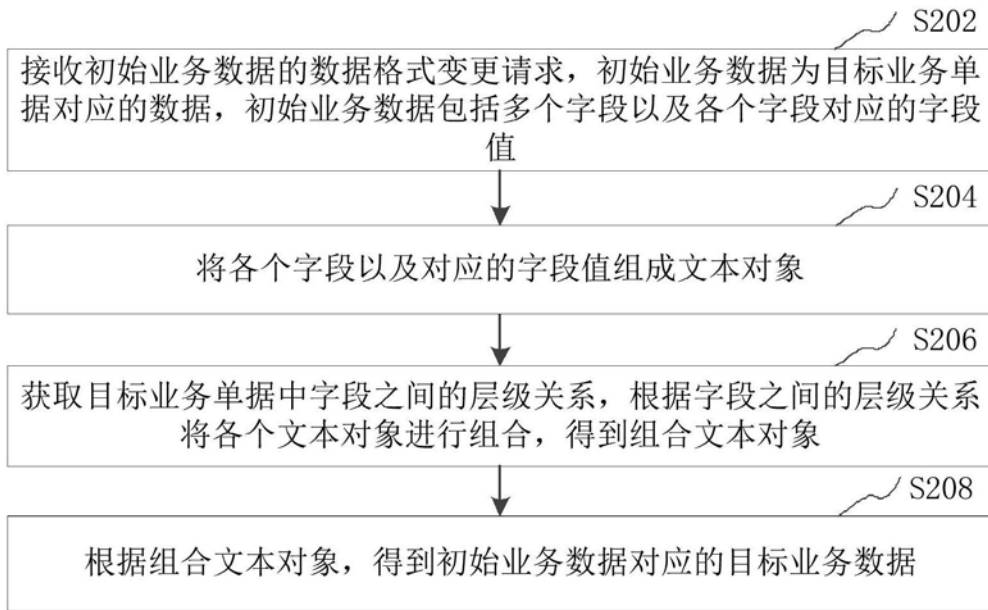 S202
接收初始业务数据的数据格式变更请求，初始业务数据为目标业务单
据对应的数据，初始业务数据包括多个字段以及各个字段对应的字段
值
S204
将各个字段以及对应的字段值组成文本对象
S206
获取目标业务单据中字段之间的层级关系，根据字段之间的层级关系
将各个文本对象进行组合，得到组合文本对象
S208
根据组合文本对象，得到初始业务数据对应的目标业务数据